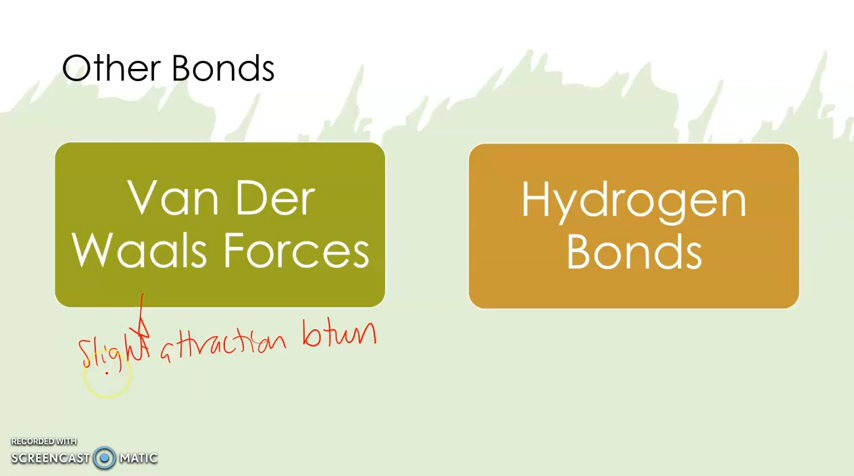 Other Bonds
Van Der
Waals Forces
Hydrogen
Bonds
Slight attraction btwn
RECORDED WITH
SCREENCAST MATIC